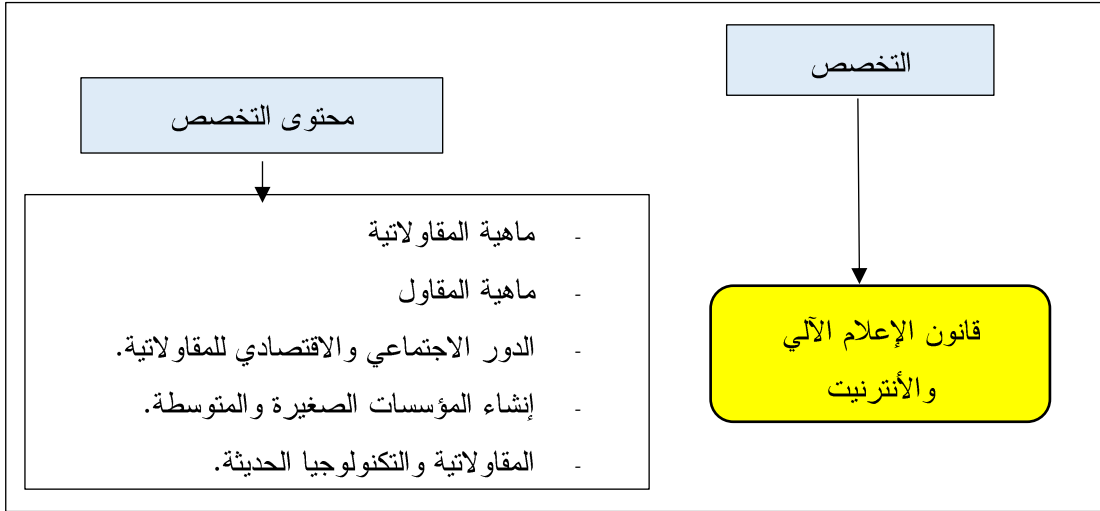 التخصص
قانون الإعلام الآلي
والأنترنيت
محتوى التخصص
- ماهية المقاولاتية
- ماهية المقاول
- الدور الاجتماعي والاقتصادي للمقاولاتية.
- إنشاء المؤسسات الصغيرة والمتوسطة.
- المقاولاتية والتكنولوجيا الحديثة.